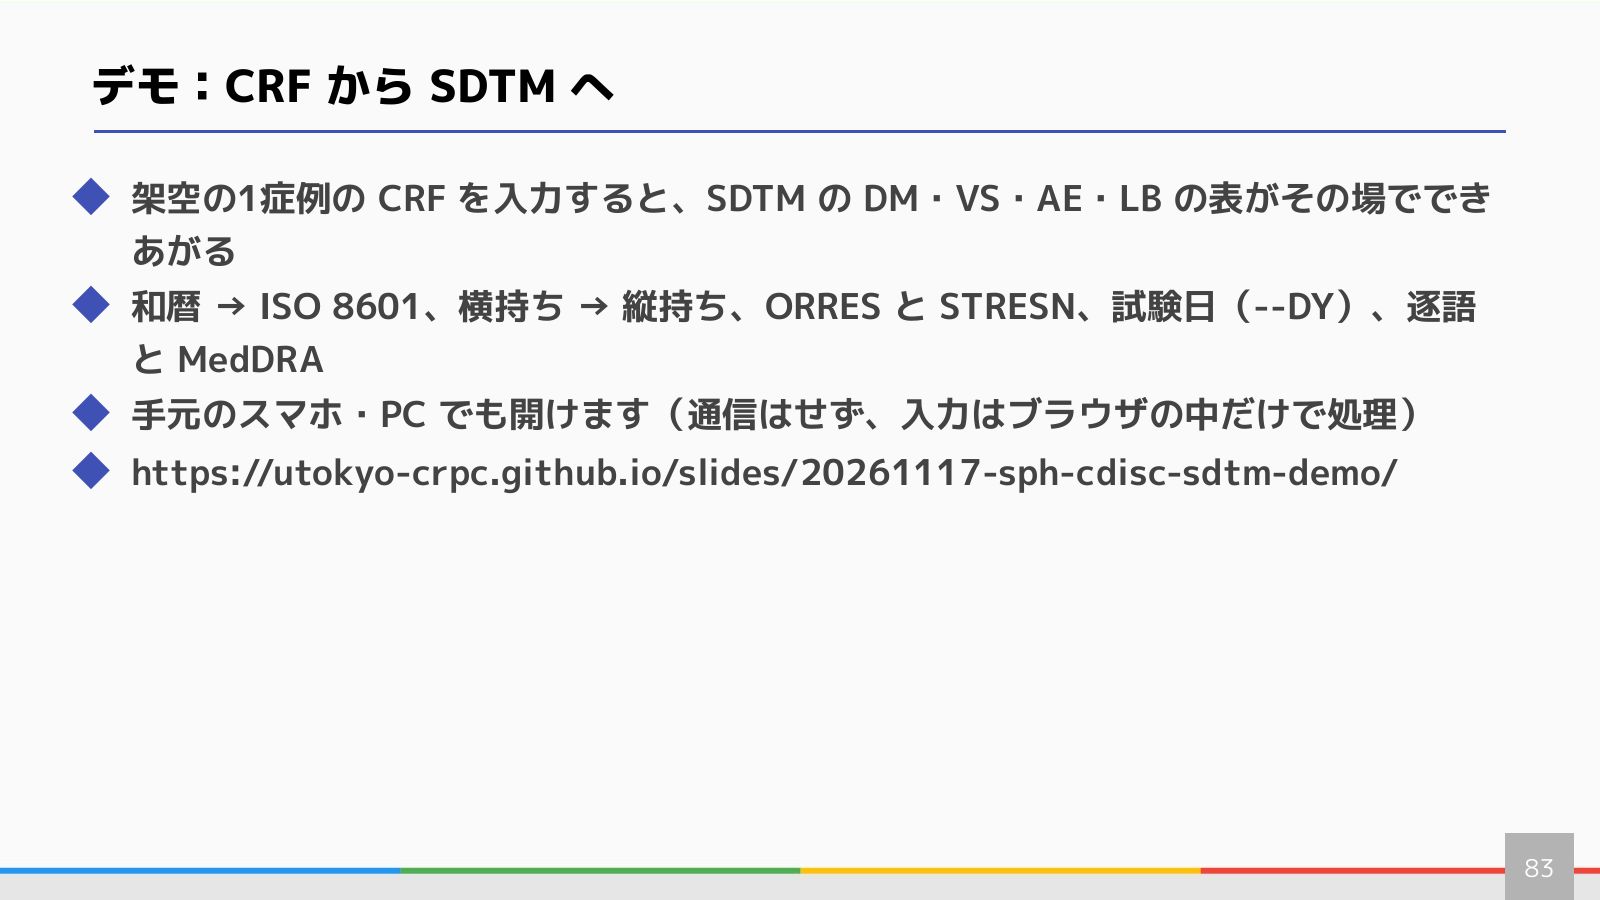 デモ：CRF から SDTM へ
架空の1症例の CRF を入力すると、SDTM の DM・VS・AE・LB の表がその場ででき
あがる
和暦 → ISO 8601、横持ち → 縦持ち、ORRES と STRESN、試験日（--DY）、逐語
と MedDRA
手元のスマホ・PC でも開けます（通信はせず、入力はブラウザの中だけで処理）
https://utokyo-crpc.github.io/slides/20261117-sph-cdisc-sdtm-demo/
83